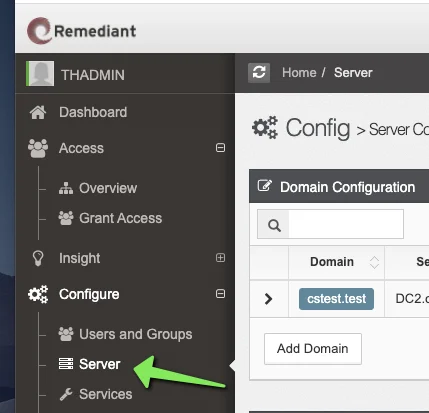 Remediant
THADMIN
Home / Server
Dashboard
Config > Server Co
Access
Domain Configuration
Overview
Grant Access
Insight
Domain
Se
Configure
cstest.test
DC2.
Users and Groups
Add Domain
Server
Services